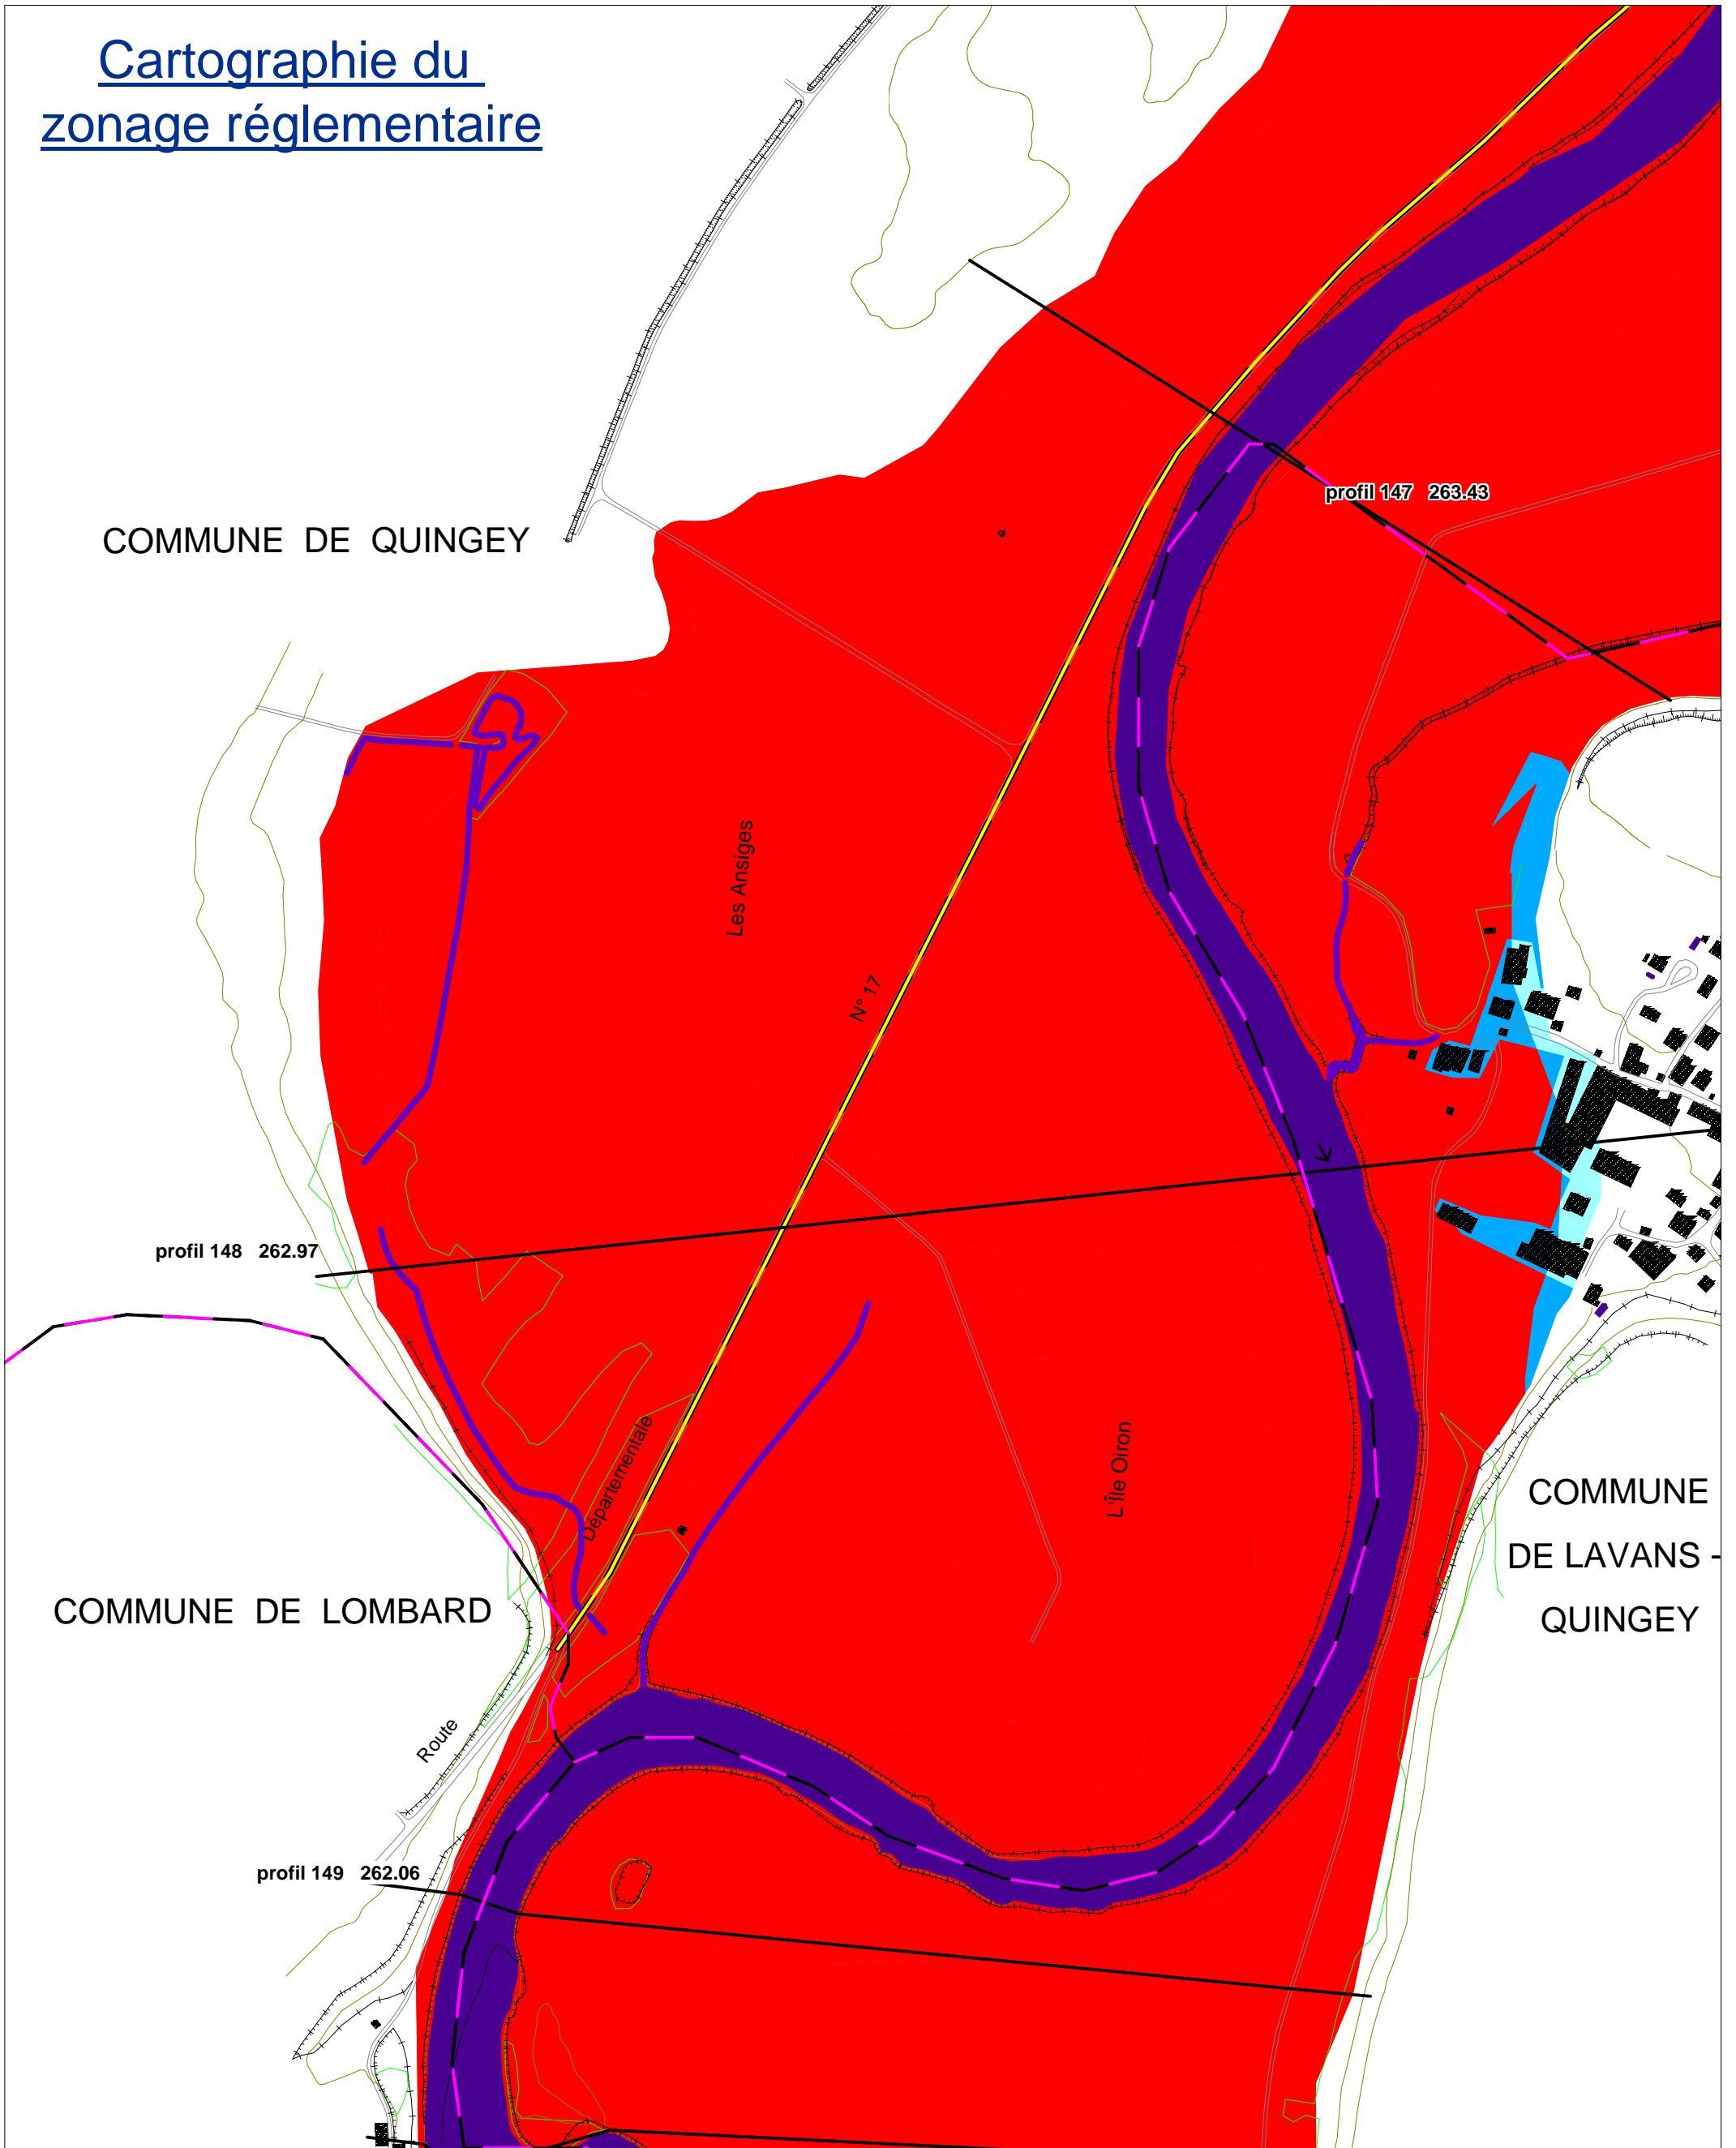 Cartographie du
zonage réglementaire
profil 147 263.43
COMMUNE DE QUINGEY
Les Ansiges
N° 17
profil 148 262.97
Départementale
L'Île Oiron
COMMUNE
DE LAVANS -
QUINGEY
COMMUNE DE LOMBARD
Route
profil 149 262.06